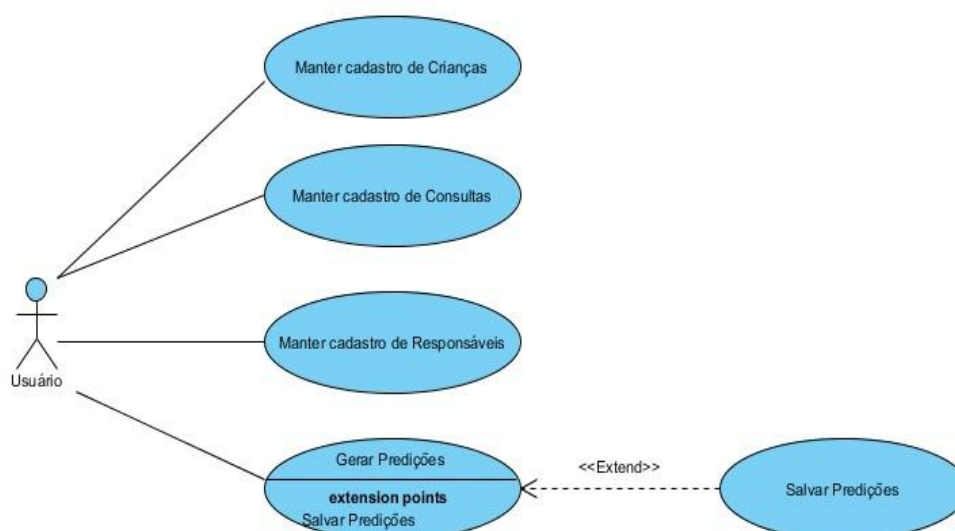 Manter cadastro de Crianças
Manter cadastro de Consultas
Usuário
Manter cadastro de Responsáveis
Gerar Predições
extension points
Salvar Predições
<<Extend>>
Salvar Predições